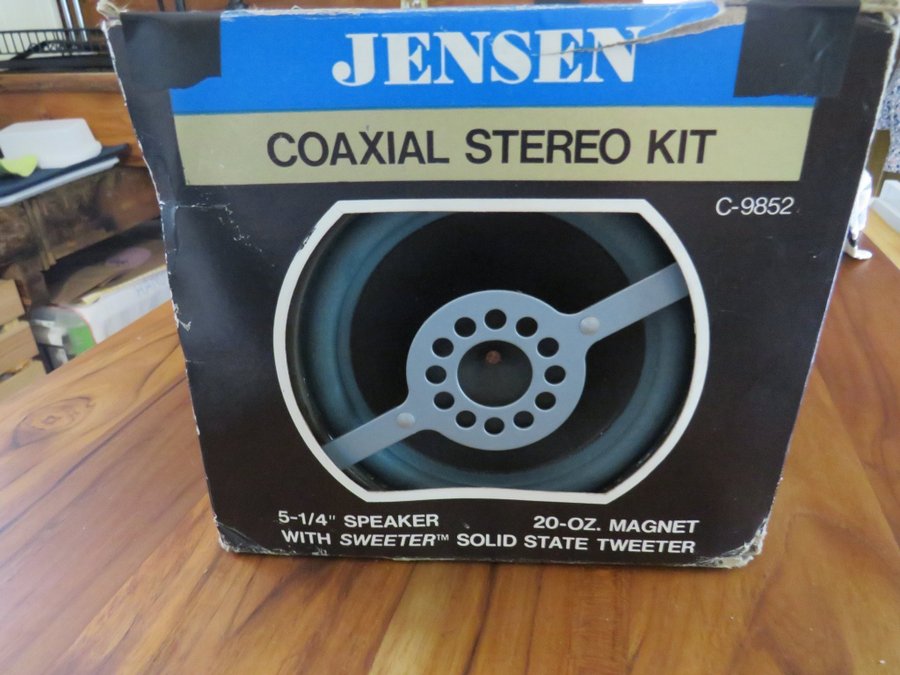 JENSEN
COAXIAL STEREO KIT
C-9852
5-1/4" SPEAKER 20-OZ. MAGNET
WITH SWEETER™ SOLID STATE TWEETER